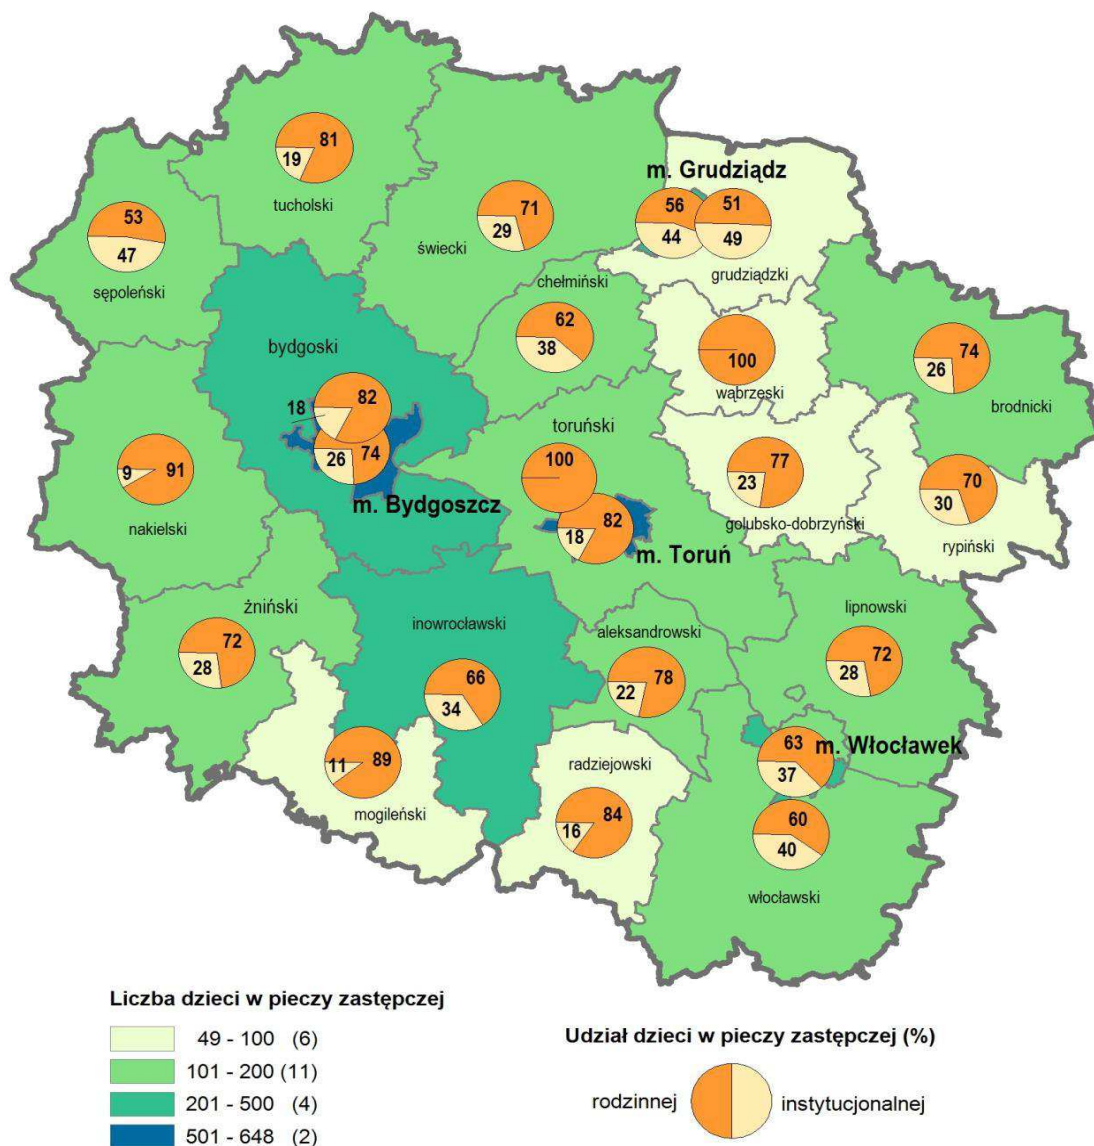 81
19
tucholski
m. Grudziądz
53
47
sępoleński
71
29
świecki
56
44
51
49
grudziądzki
chełmiński
62
38
bydgoski
100
wąbrzeski
74
26
brodnicki
18
82
26
74
m. Bydgoszcz
toruński
100
82
18
m. Toruń
77
23
golubsko-dobrzyński
70
30
rypiński
9
91
nakielski
żniński
72
28
inowrocławski
66
34
aleksandrowski
78
22
lipnowski
72
28
m. Włocławek
63
37
11
89
mogileński
radziejowski
84
16
60
40
włocławski
Liczba dzieci w pieczy zastępczej
49 - 100 (6)
101 - 200 (11)
201 - 500 (4)
501 - 648 (2)
Udział dzieci w pieczy zastępczej (%)
rodzinnej
instytucjonalnej